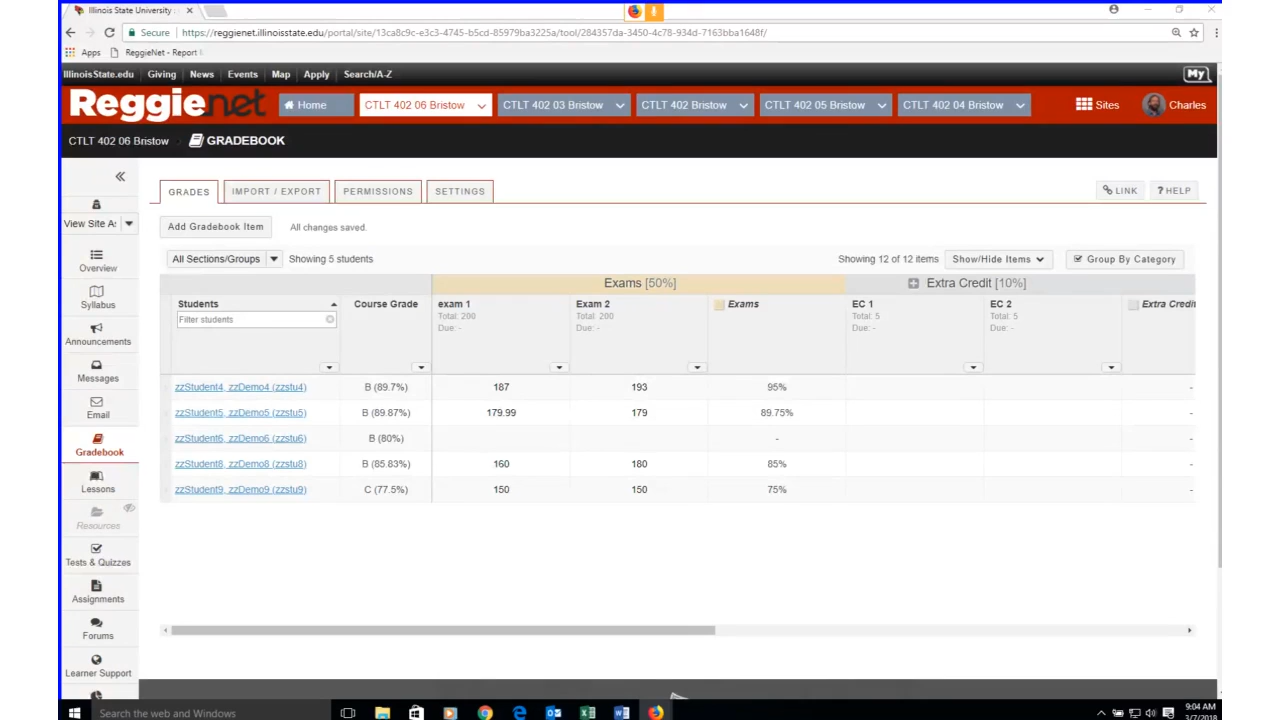 Illinois State University
Secure https://reggienet.illinoisstate.edu/portal/site/13ca8c9c-e3c3-4745-b5cd-85979ba3225a/tool/284357da-3450-4c78-934d-7163bba1648f/
Apps ReggieNet - Report
IllinoisState.edu Giving News Events Map Apply Search/A-Z My
Reggienet Home CTLT 402 06 Bristow CTLT 402 03 Bristow CTLT 402 Bristow CTLT 402 05 Bristow CTLT 402 04 Bristow Sites Charles
CTLT 402 06 Bristow GRADEBOOK
GRADES IMPORT / EXPORT PERMISSIONS SETTINGS LINK ? HELP
View Site As
Add Gradebook Item All changes saved.
All Sections/Groups Showing 5 students Showing 12 of 12 items Show/Hide Items Group By Category
Overview
Syllabus
Announcements
Messages
Email
Gradebook
Lessons
Resources
Tests & Quizzes
Assignments
Forums
Learner Support
Exams [50%] Extra Credit [10%]
Students Course Grade exam 1 Exam 2 Exams EC 1 EC 2 Extra Credit
Filter students Total: 200 Total: 200 Total: 5 Total: 5
Due: - Due: - Due: - Due: -
zzStudent4, zzDemo4 (zzstu4) B (89.7%) 187 193 95% -
zzStudent5, zzDemo5 (zzstu5) B (89.87%) 179.99 179 89.75% -
zzStudent6, zzDemo6 (zzstu6) B (80%) - -
zzStudent8, zzDemo8 (zzstu8) B (85.83%) 160 180 85% -
zzStudent9, zzDemo9 (zzstu9) C (77.5%) 150 150 75% -
Search the web and Windows
9:04 AM
3/7/2018